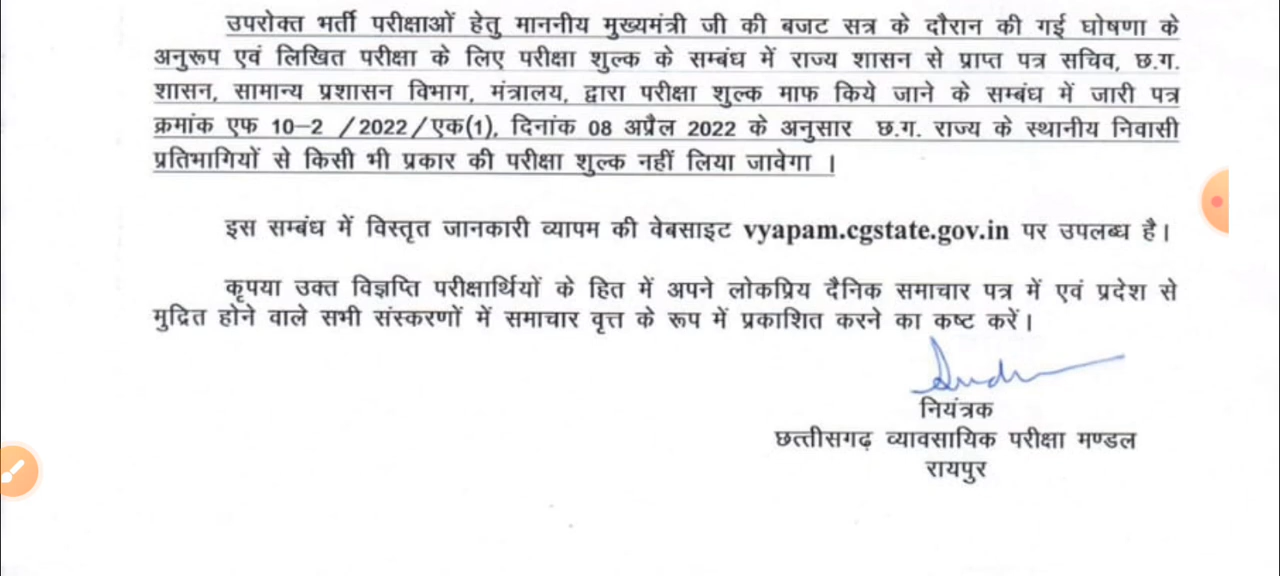 उपरोक्त भर्ती परीक्षाओं हेतु माननीय मुख्यमंत्री जी की बजट सत्र के दौरान की गई घोषणा के
अनुरूप एवं लिखित परीक्षा के लिए परीक्षा शुल्क के सम्बंध में राज्य शासन से प्राप्त पत्र सचिव, छ.ग.
शासन, सामान्य प्रशासन विभाग, मंत्रालय, द्वारा परीक्षा शुल्क माफ किये जाने के सम्बंध में जारी पत्र
क्रमांक एफ 10–2 /2022/एक(1), दिनांक 08 अप्रैल 2022 के अनुसार छ.ग. राज्य के स्थानीय निवासी
प्रतिभागियों से किसी भी प्रकार की परीक्षा शुल्क नहीं लिया जावेगा ।
इस सम्बंध में विस्तृत जानकारी व्यापम की वेबसाइट vyapam.cgstate.gov.in पर उपलब्ध है।
कृपया उक्त विज्ञप्ति परीक्षार्थियों के हित में अपने लोकप्रिय दैनिक समाचार पत्र में एवं प्रदेश से
मुद्रित होने वाले सभी संस्करणों में समाचार वृत्त के रूप में प्रकाशित करने का कष्ट करें।
नियंत्रक
छत्तीसगढ़ व्यावसायिक परीक्षा मण्डल
रायपुर